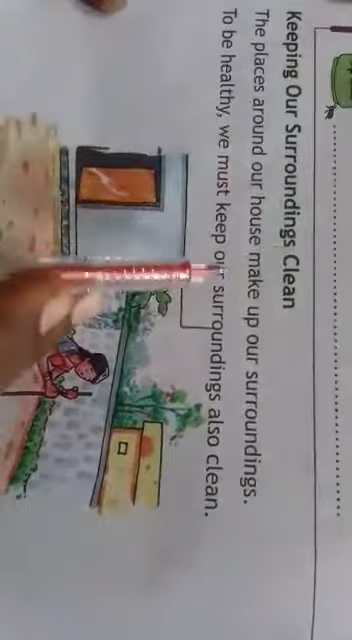 Keeping Our Surroundings Clean
The places around our house make up our surroundings.
To be healthy, we must keep our surroundings also clean.